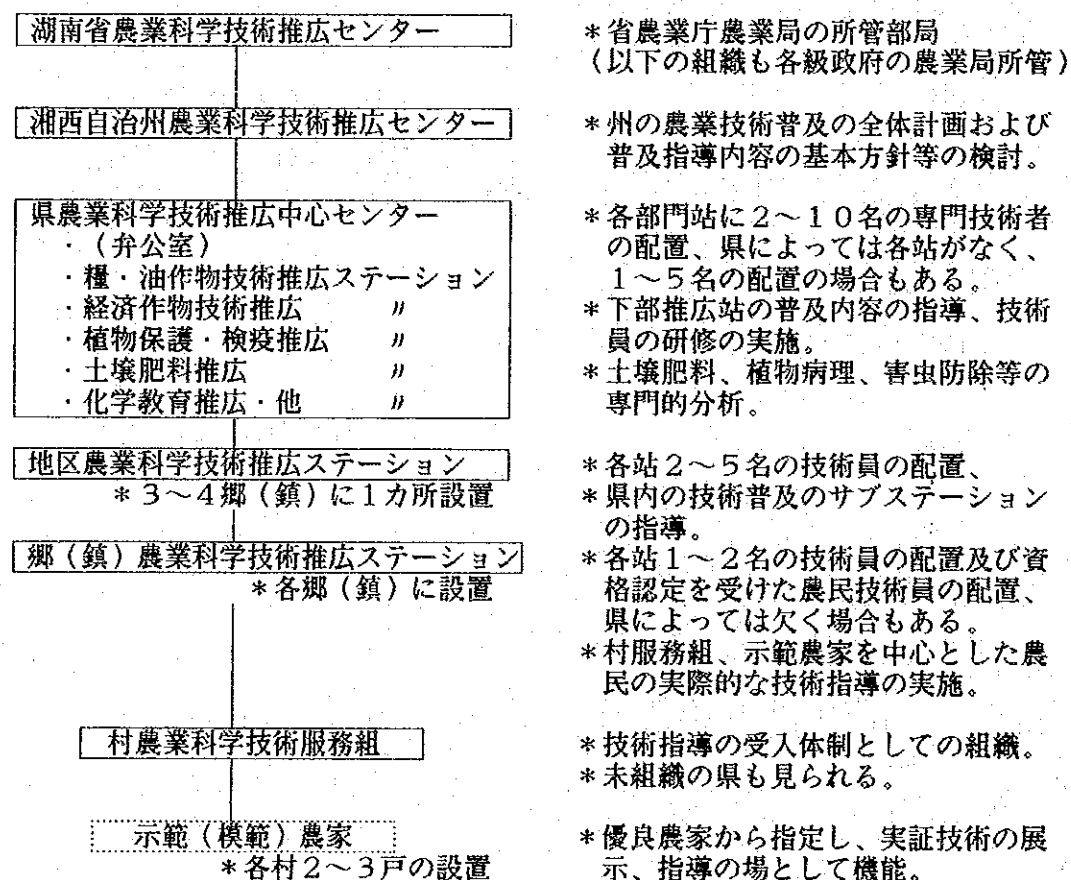 湖南省農業科学技術推広センター
＊省農業庁農業局の所管部局
（以下の組織も各級政府の農業局所管）
湘西自治州農業科学技術推広センター
＊州の農業技術普及の全体計画および
普及指導内容の基本方針等の検討。
県農業科学技術推広中心センター
・（弁公室）
・糧・油作物技術推広ステーション
・経済作物技術推広　〃
・植物保護・検疫推広　〃
・土壌肥料推広　〃
・化学教育推広・他　〃
＊各部門站に２～１０名の専門技術者
の配置、県によっては各站がなく、
１～５名の配置の場合もある。
＊下部推広站の普及内容の指導、技術
員の研修の実施。
＊土壌肥料、植物病理、害虫防除等の
専門的分析。
地区農業科学技術推広ステーション
＊３～４郷（鎮）に１カ所設置
＊各站２～５名の技術員の配置、
＊県内の技術普及のサブステーション
の指導。
郷（鎮）農業科学技術推広ステーション
＊各郷（鎮）に設置
＊各站１～２名の技術員の配置及び資
格認定を受けた農民技術員の配置、
県によっては欠く場合もある。
＊村服務組、示範農家を中心とした農
民の実際的な技術指導の実施。
村農業科学技術服務組
＊技術指導の受入体制としての組織。
＊未組織の県も見られる。
示範（模範）農家
＊各村２～３戸の設置
＊優良農家から指定し、実証技術の展
示、指導の場として機能。